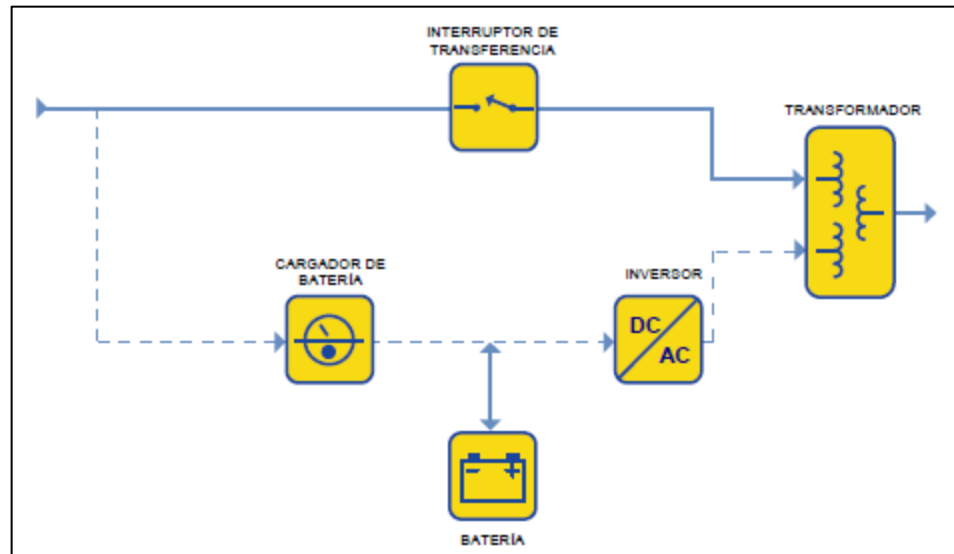 INTERRUPTOR DE
TRANSFERENCIA
TRANSFORMADOR
CARGADOR DE
BATERÍA
INVERSOR
DC
AC
BATERÍA